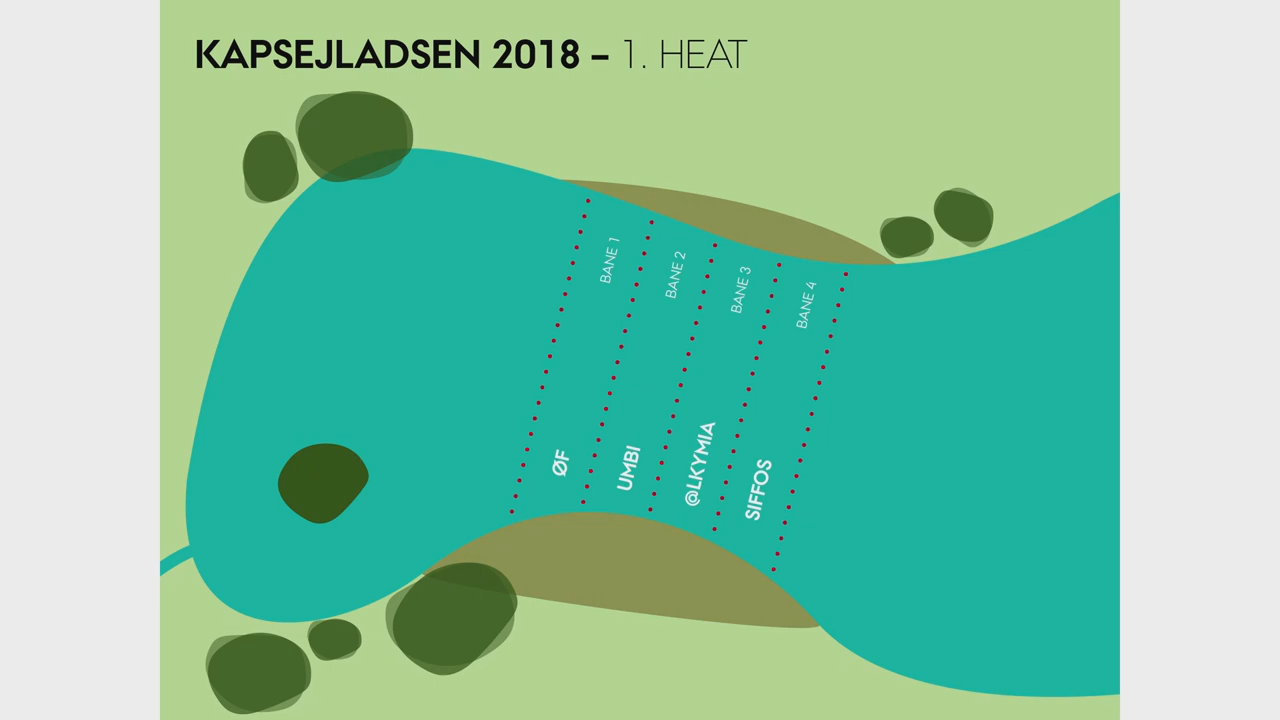 KAPSEJLADSEN 2018 – 1. HEAT
BANE 1
BANE 2
BANE 3
BANE 4
ØF
UMBI
@LKYMIA
SIFFOS